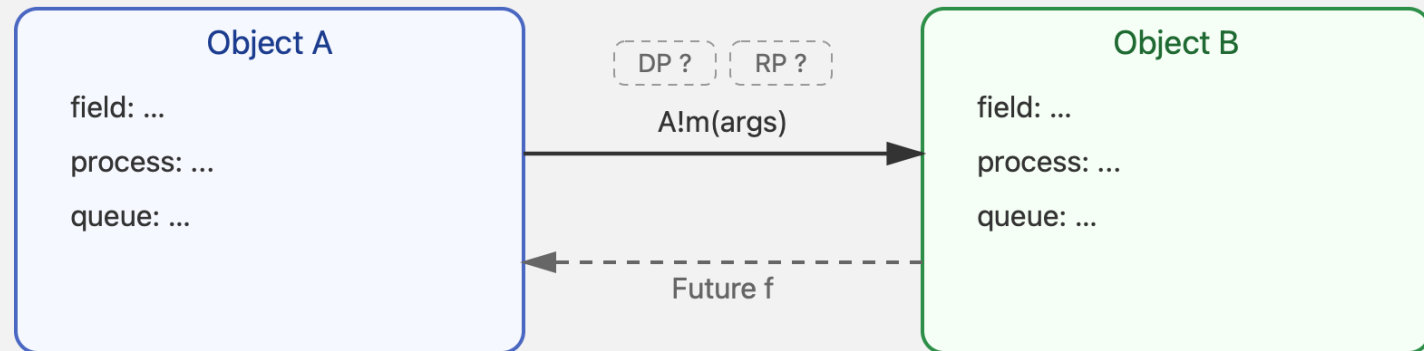 Object A
field: ...
process: ...
queue: ...
DP ?
RP ?
A!m(args)
Future f
Object B
field: ...
process: ...
queue: ...